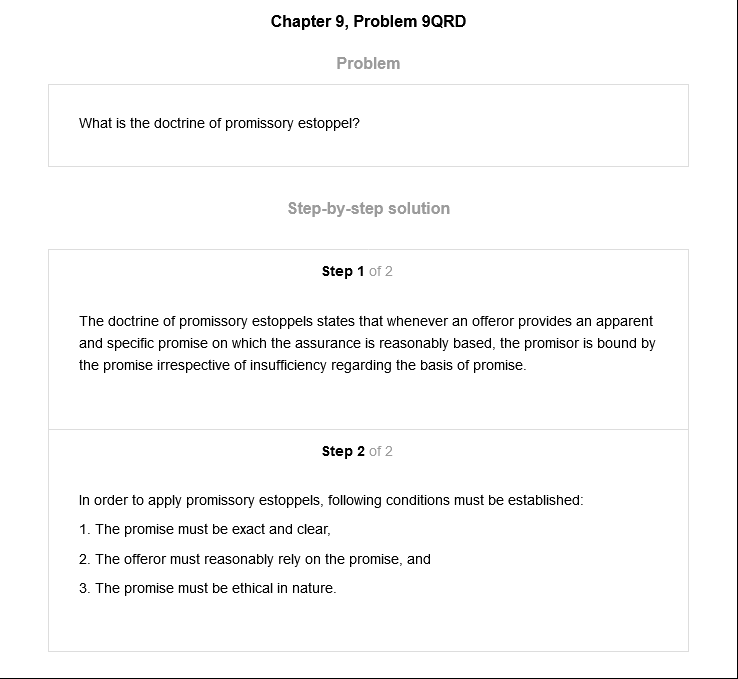 Chapter 9, Problem 9QRD
Problem
What is the doctrine of promissory estoppel?
Step-by-step solution
Step 1 of 2
The doctrine of promissory estoppels states that whenever an offeror provides an apparent
and specific promise on which the assurance is reasonably based, the promisor is bound by
the promise irrespective of insufficiency regarding the basis of promise.
Step 2 of 2
In order to apply promissory estoppels, following conditions must be established:
1. The promise must be exact and clear,
2. The offeror must reasonably rely on the promise, and
3. The promise must be ethical in nature.